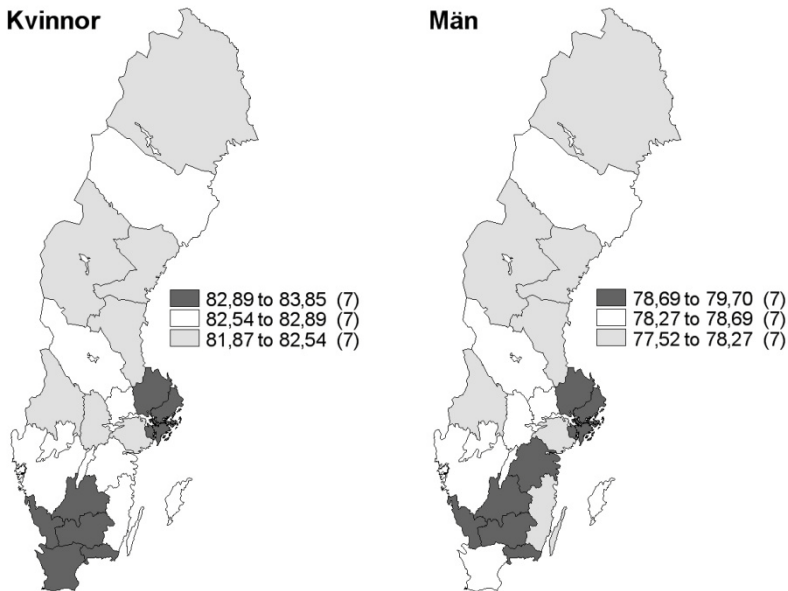 Kvinnor
82,89 to 83,85 (7)
82,54 to 82,89 (7)
81,87 to 82,54 (7)
Män
78,69 to 79,70 (7)
78,27 to 78,69 (7)
77,52 to 78,27 (7)